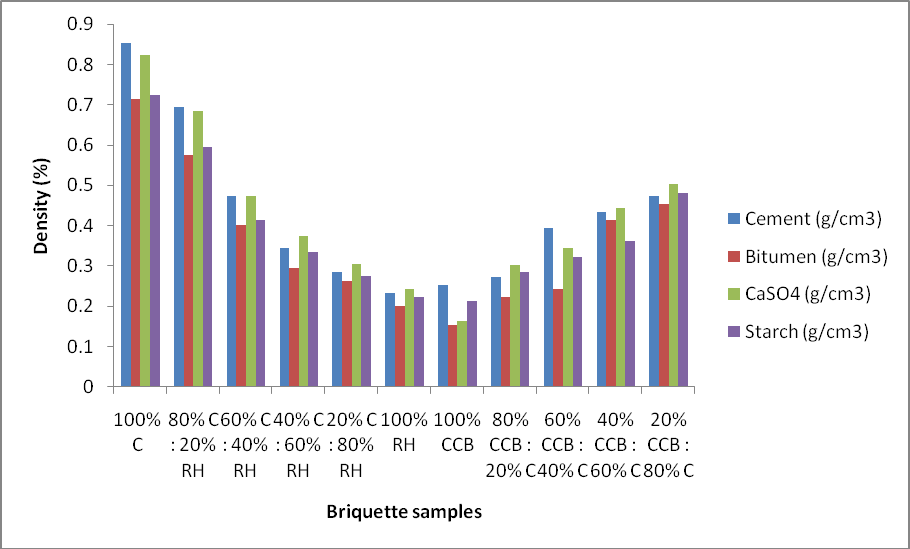 0.9
0.8
0.7
0.6
0.5
0.4
0.3
0.2
0.1
0
Density (%)
100% C
80% C : 20% RH
60% C : 40% RH
40% C : 60% RH
20% C : 80% RH
100% RH
100% CCB
80% CCB : 20% C
60% CCB : 40% C
40% CCB : 60% C
20% CCB : 80% C
Briquette samples
Cement (g/cm3)
Bitumen (g/cm3)
CaSO4 (g/cm3)
Starch (g/cm3)